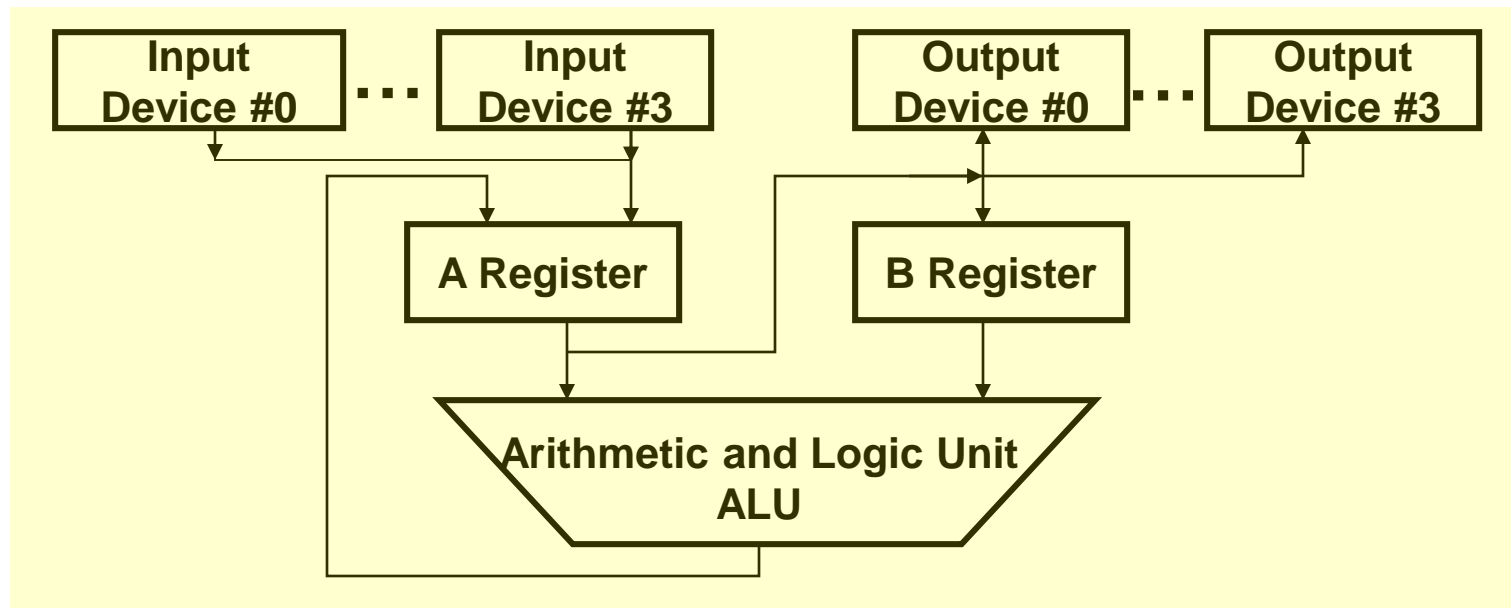 Input
Device #0
...
Input
Device #3
Output
Device #0
...
Output
Device #3
A Register
B Register
Arithmetic and Logic Unit
ALU